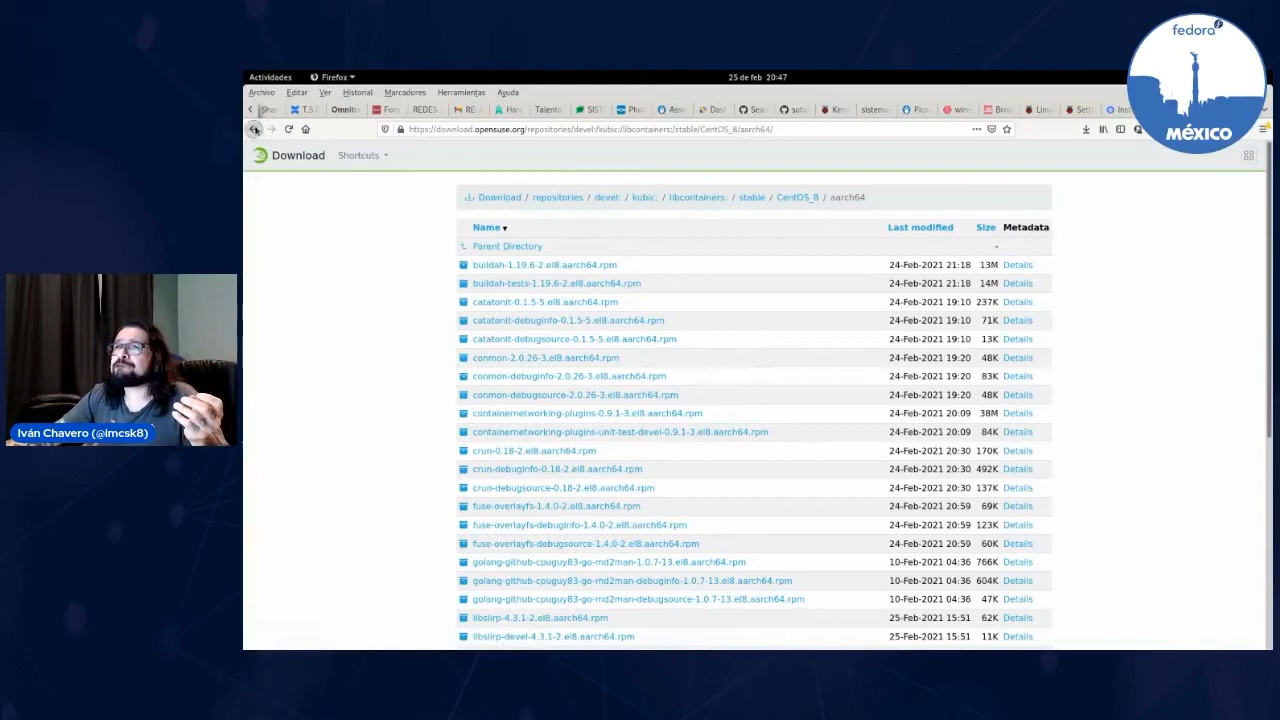 fedora
MÉXICO
Actividades Firefox 25 de feb 20:47
Archivo Editar Ver Historial Marcadores Herramientas Ayuda
T.5 Omnitr Foro REDES- RE: Talento SIST Phot Asse Dasl Sear sota Kern sistema Pios wire Bro Linu Setti
https://download.opensuse.org/repositories/devel:/kubic:/libcontainers:/stable/CentOS_8/aarch64/
Download Shortcuts
Download / repositories / devel: / kubic: / libcontainers: / stable / CentOS_8 / aarch64
Name Last modified Size Metadata
Parent Directory -
buildah-1.19.6-2.el8.aarch64.rpm 24-Feb-2021 21:18 13M Details
buildah-tests-1.19.6-2.el8.aarch64.rpm 24-Feb-2021 21:18 14M Details
catatonit-0.1.5-5.el8.aarch64.rpm 24-Feb-2021 19:10 237K Details
catatonit-debuginfo-0.1.5-5.el8.aarch64.rpm 24-Feb-2021 19:10 71K Details
catatonit-debugsource-0.1.5-5.el8.aarch64.rpm 24-Feb-2021 19:10 13K Details
conmon-2.0.26-3.el8.aarch64.rpm 24-Feb-2021 19:20 48K Details
conmon-debuginfo-2.0.26-3.el8.aarch64.rpm 24-Feb-2021 19:20 83K Details
conmon-debugsource-2.0.26-3.el8.aarch64.rpm 24-Feb-2021 19:20 48K Details
containernetworking-plugins-0.9.1-3.el8.aarch64.rpm 24-Feb-2021 20:09 38M Details
containernetworking-plugins-unit-test-devel-0.9.1-3.el8.aarch64.rpm 24-Feb-2021 20:09 84K Details
crun-0.18-2.el8.aarch64.rpm 24-Feb-2021 20:30 170K Details
crun-debuginfo-0.18-2.el8.aarch64.rpm 24-Feb-2021 20:30 492K Details
crun-debugsource-0.18-2.el8.aarch64.rpm 24-Feb-2021 20:30 137K Details
fuse-overlayfs-1.4.0-2.el8.aarch64.rpm 24-Feb-2021 20:59 69K Details
fuse-overlayfs-debuginfo-1.4.0-2.el8.aarch64.rpm 24-Feb-2021 20:59 123K Details
fuse-overlayfs-debugsource-1.4.0-2.el8.aarch64.rpm 24-Feb-2021 20:59 60K Details
golang-github-cpuguy83-go-md2man-1.0.7-13.el8.aarch64.rpm 10-Feb-2021 04:36 766K Details
golang-github-cpuguy83-go-md2man-debuginfo-1.0.7-13.el8.aarch64.rpm 10-Feb-2021 04:36 604K Details
golang-github-cpuguy83-go-md2man-debugsource-1.0.7-13.el8.aarch64.rpm 10-Feb-2021 04:36 47K Details
libslirp-4.3.1-2.el8.aarch64.rpm 25-Feb-2021 15:51 62K Details
libslirp-devel-4.3.1-2.el8.aarch64.rpm 25-Feb-2021 15:51 11K Details
Iván Chavero (@imcsk8)